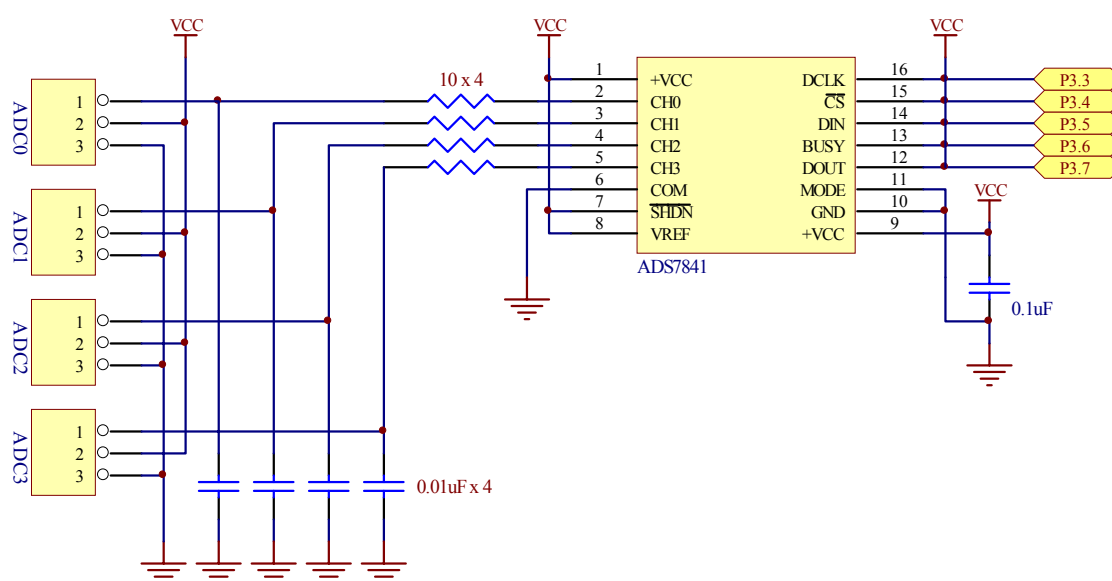 VCC
VCC
VCC
ADC0
1
2
3
10 x 4
1
2
3
4
5
6
7
8
+VCC
CH0
CH1
CH2
CH3
COM
SHDN
VREF
DCLK
CS
DIN
BUSY
DOUT
MODE
GND
+VCC
16
15
14
13
12
11
10
9
P3.3
P3.4
P3.5
P3.6
P3.7
VCC
ADS7841
0.1uF
ADC1
1
2
3
ADC2
1
2
3
ADC3
1
2
3
0.01uF x 4